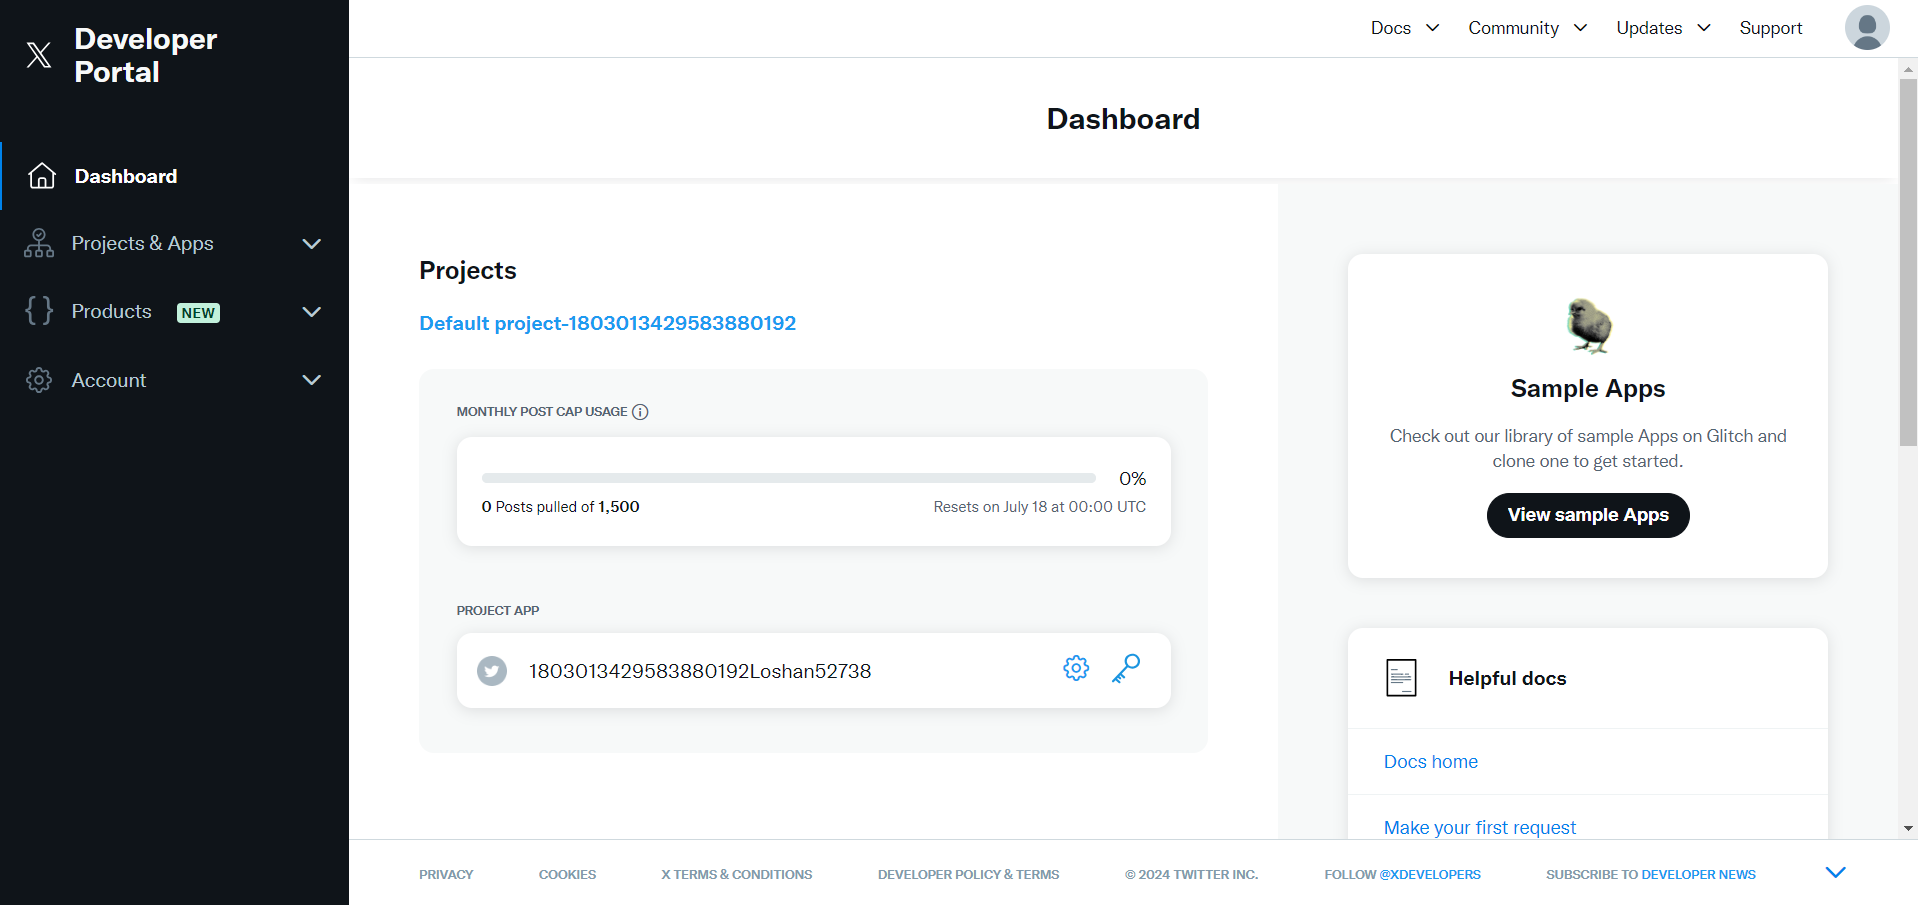 Developer
Portal
Docs
Community
Updates
Support
Dashboard
Projects & Apps
Products NEW
Account
Dashboard
Projects
Default project-1803013429583880192
MONTHLY POST CAP USAGE
0%
0 Posts pulled of 1,500
Resets on July 18 at 00:00 UTC
PROJECT APP
1803013429583880192Loshan52738
Sample Apps
Check out our library of sample Apps on Glitch and
clone one to get started.
View sample Apps
Helpful docs
Docs home
Make your first request
PRIVACY
COOKIES
X TERMS & CONDITIONS
DEVELOPER POLICY & TERMS
© 2024 TWITTER INC.
FOLLOW @XDEVELOPERS
SUBSCRIBE TO DEVELOPER NEWS